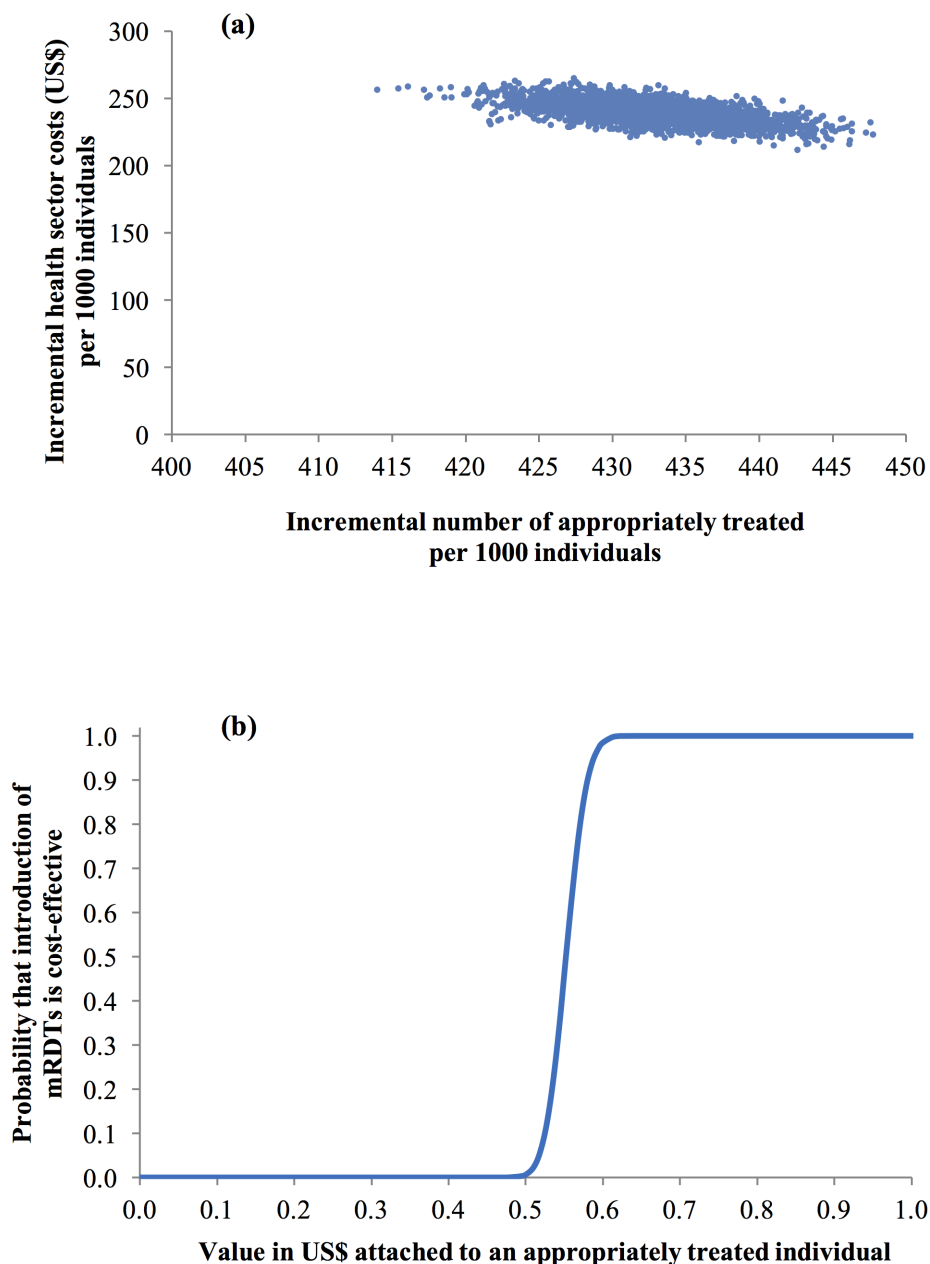 (a)
Incremental health sector costs (US$)
per 1000 individuals
300
250
200
150
100
50
0
400 405 410 415 420 425 430 435 440 445 450
Incremental number of appropriately treated
per 1000 individuals
(b)
Probability that introduction of
mRDTs is cost-effective
1.0
0.9
0.8
0.7
0.6
0.5
0.4
0.3
0.2
0.1
0.0
0.0 0.1 0.2 0.3 0.4 0.5 0.6 0.7 0.8 0.9 1.0
Value in US$ attached to an appropriately treated individual